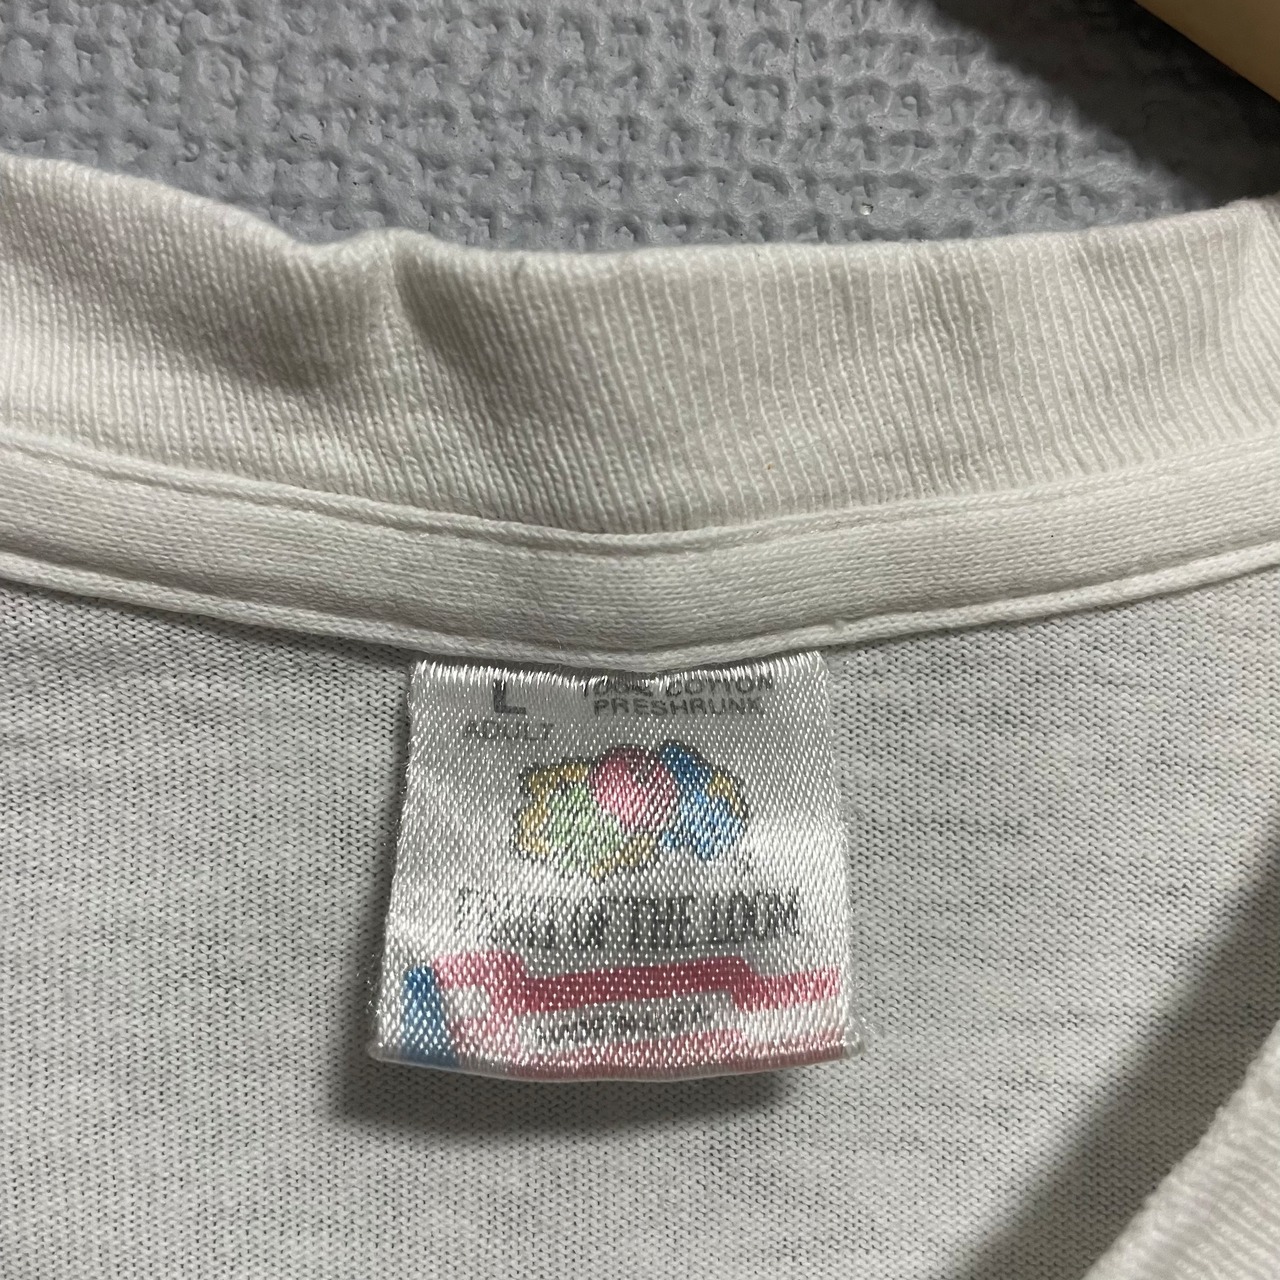 L
100% COTTON
PRESHRUNK
ADULT
FRUIT OF THE LOOM